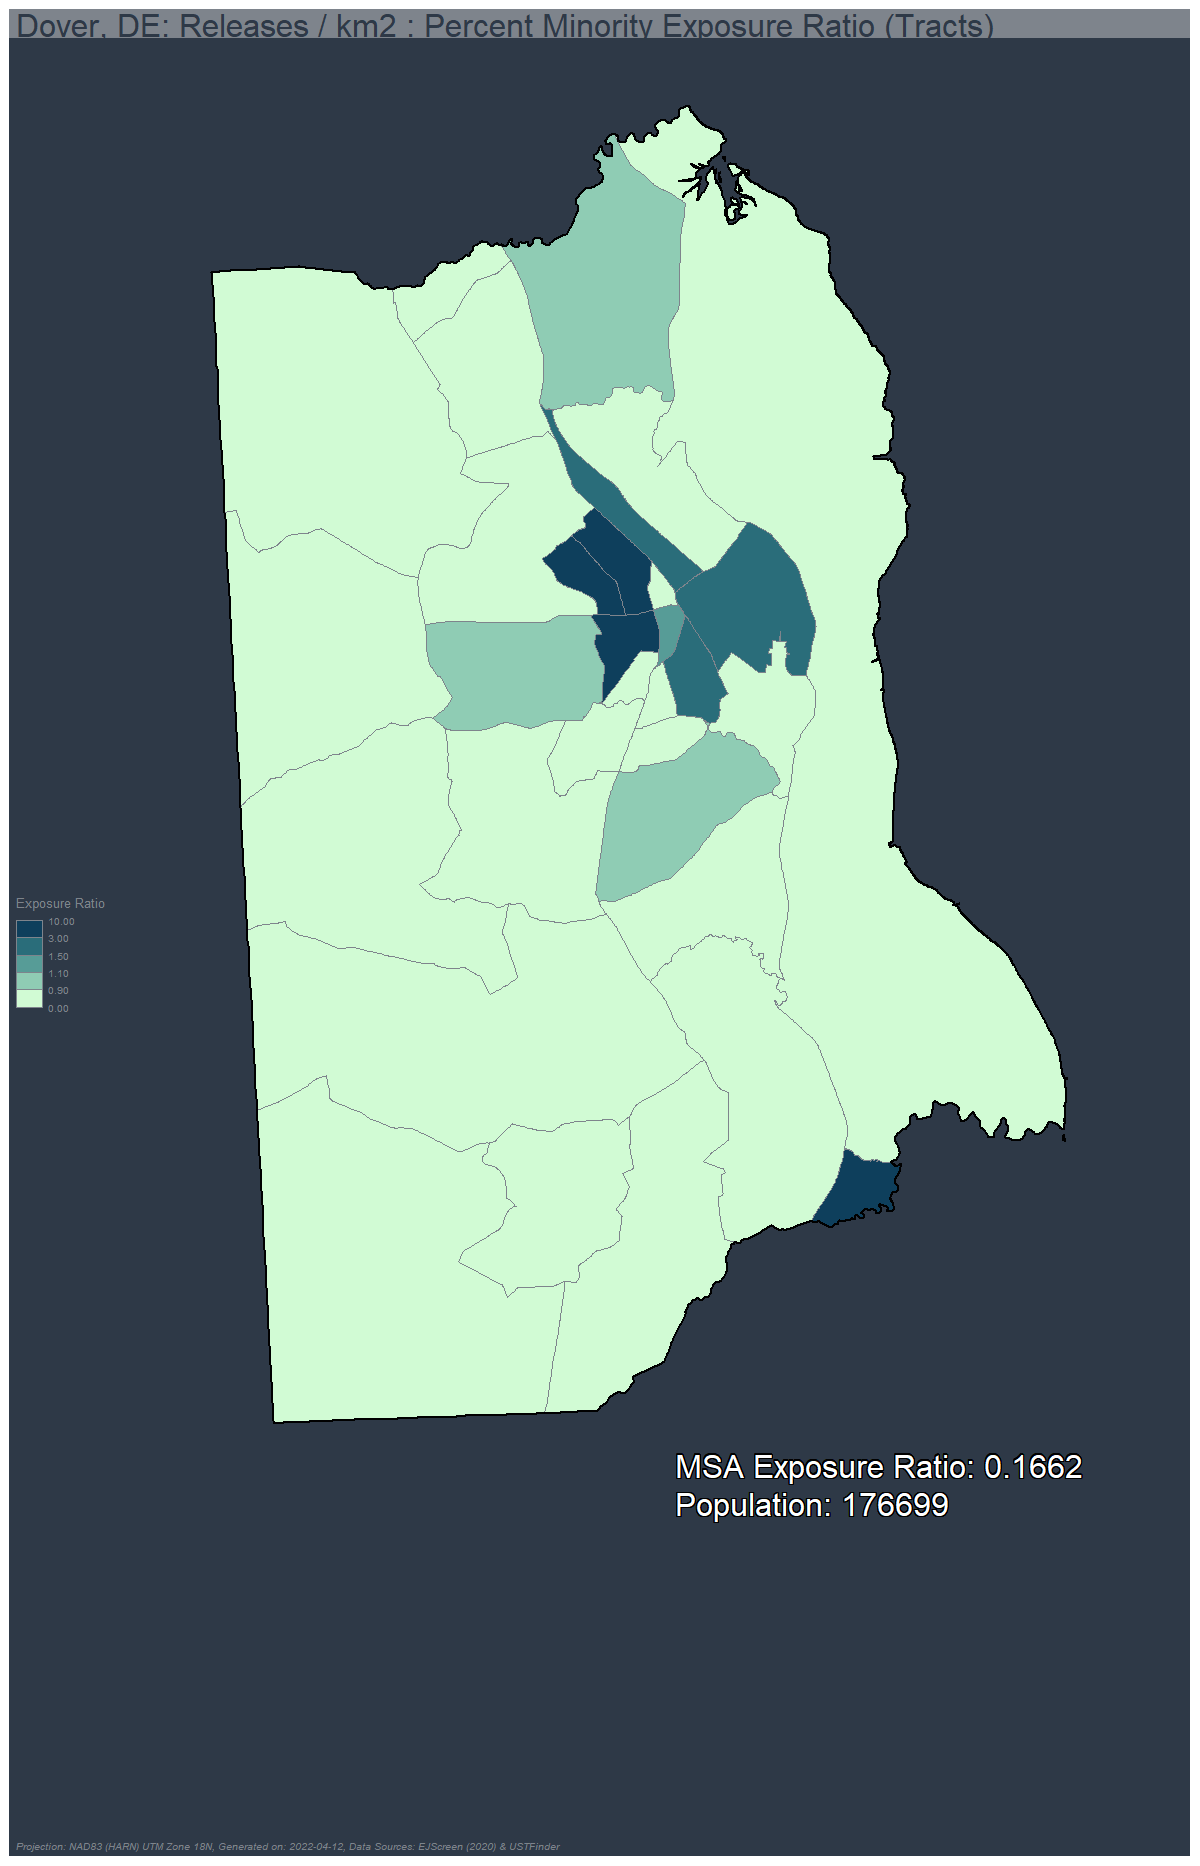 Dover, DE: Releases / km2 : Percent Minority Exposure Ratio (Tracts)
Exposure Ratio
10.00
3.00
1.50
1.10
0.90
0.00
MSA Exposure Ratio: 0.1662
Population: 176699
Projection: NAD83 (HARN) UTM Zone 18N, Generated on: 2022-04-12, Data Sources: EJScreen (2020) & USTFinder